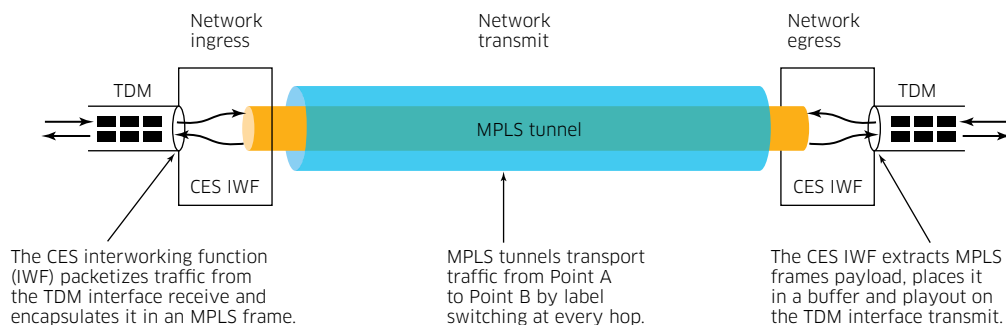 Network
ingress
Network
transmit
Network
egress
TDM
TDM
MPLS tunnel
CES IWF
CES IWF
The CES interworking function
(IWF) packetizes traffic from
the TDM interface receive and
encapsulates it in an MPLS frame.
MPLS tunnels transport
traffic from Point A
to Point B by label
switching at every hop.
The CES IWF extracts MPLS
frames payload, places it
in a buffer and playout on
the TDM interface transmit.